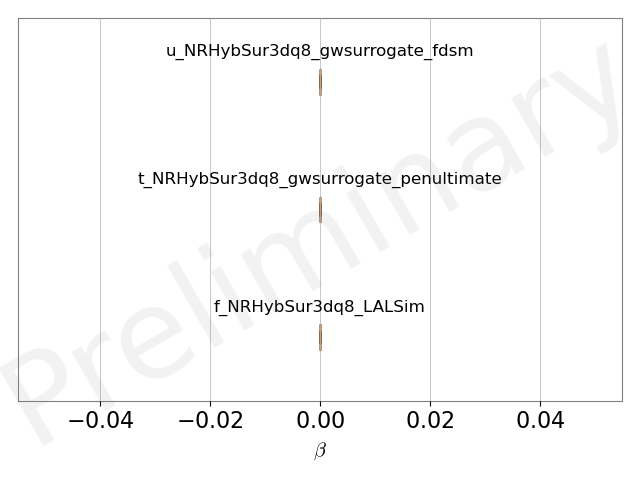 u_NRHybSur3dq8_gwsurrogate_fdsm
t_NRHybSur3dq8_gwsurrogate_penultimate
f_NRHybSur3dq8_LALSim
Preliminary
−0.04 −0.02 0.00 0.02 0.04
β